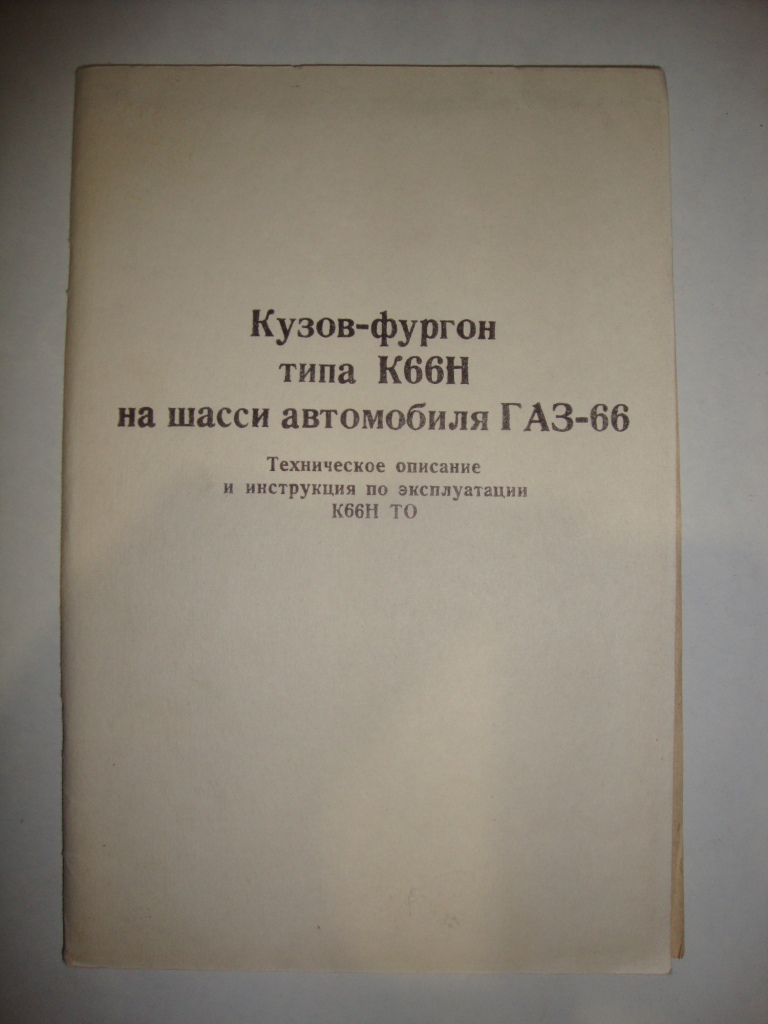 Кузов-фургон
типа К66Н
на шасси автомобиля ГАЗ-66
Техническое описание
и инструкция по эксплуатации
К66Н ТО